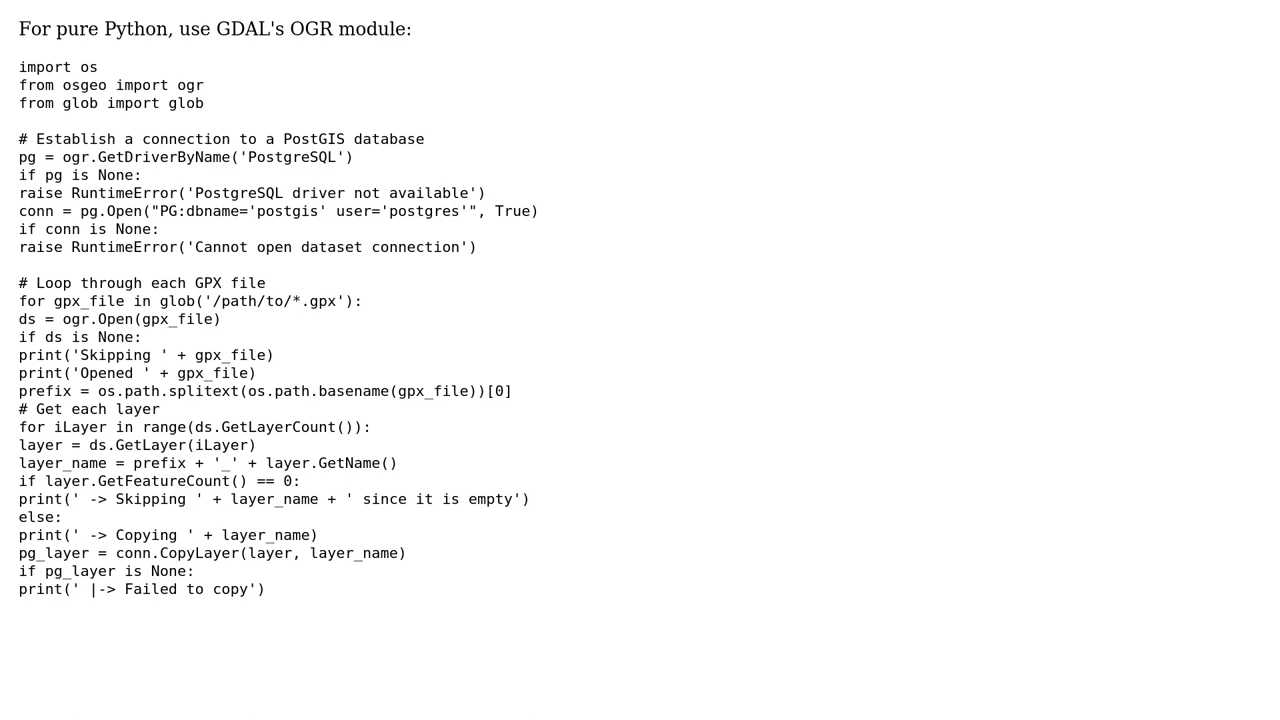 For pure Python, use GDAL's OGR module:
import os
from osgeo import ogr
from glob import glob
# Establish a connection to a PostGIS database
pg = ogr.GetDriverByName('PostgreSQL')
if pg is None:
raise RuntimeError('PostgreSQL driver not available')
conn = pg.Open("PG:dbname='postgis' user='postgres'", True)
if conn is None:
raise RuntimeError('Cannot open dataset connection')
# Loop through each GPX file
for gpx_file in glob('/path/to/*.gpx'):
ds = ogr.Open(gpx_file)
if ds is None:
print('Skipping ' + gpx_file)
print('Opened ' + gpx_file)
prefix = os.path.splitext(os.path.basename(gpx_file))[0]
# Get each layer
for iLayer in range(ds.GetLayerCount()):
layer = ds.GetLayer(iLayer)
layer_name = prefix + '_' + layer.GetName()
if layer.GetFeatureCount() == 0:
print(' -> Skipping ' + layer_name + ' since it is empty')
else:
print(' -> Copying ' + layer_name)
pg_layer = conn.CopyLayer(layer, layer_name)
if pg_layer is None:
print(' |-> Failed to copy')